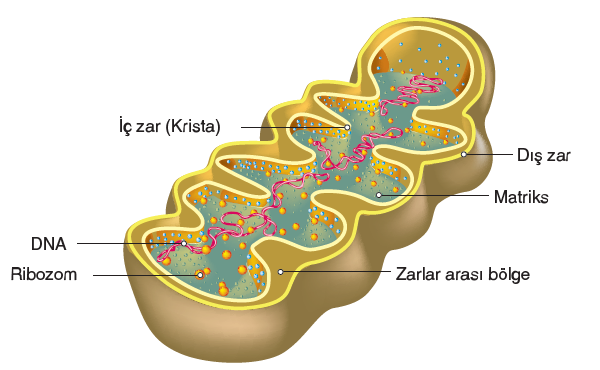 İç zar (Krista)
Dış zar
Matriks
DNA
Ribozom
Zarlar arası bölge